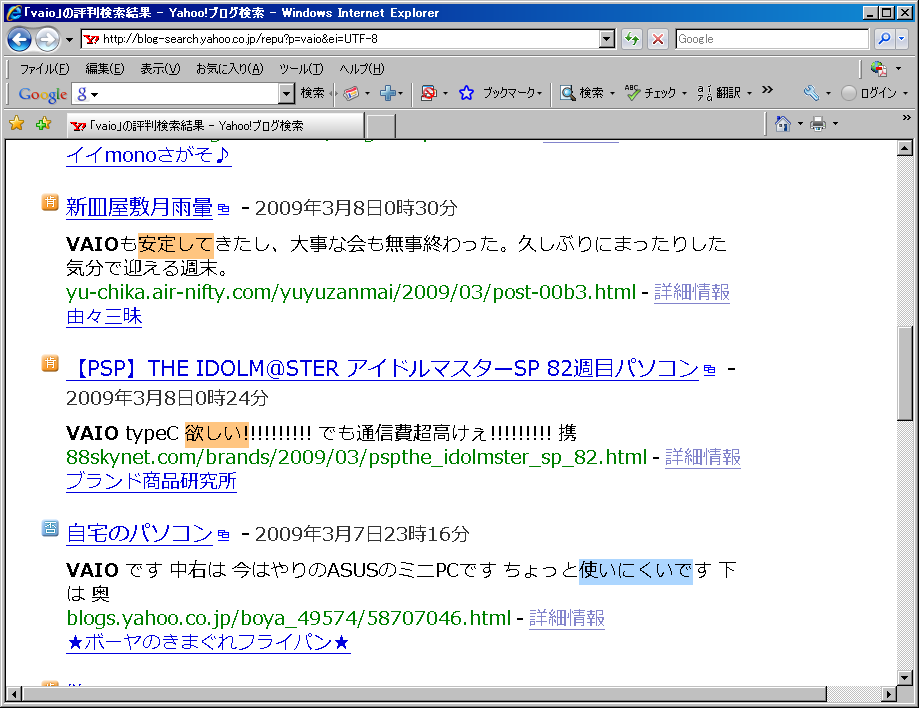 「vaio」の評判検索結果 - Yahoo!ブログ検索 - Windows Internet Explorer
http://blog-search.yahoo.co.jp/repu?p=vaio&ei=UTF-8
Google
ファイル(F) 編集(E) 表示(V) お気に入り(A) ツール(T) ヘルプ(H)
Google 検索 ブックマーク 検索 ABC チェック 翻訳 ログイン
「vaio」の評判検索結果 - Yahoo!ブログ検索
イイmonoさがそ♪
肯 新皿屋敷月雨暈 - 2009年3月8日0時30分
VAIOも安定してきたし、大事な会も無事終わった。久しぶりにまったりした
気分で迎える週末。
yu-chika.air-nifty.com/yuyuzanmai/2009/03/post-00b3.html - 詳細情報
由々三昧
肯 【PSP】THE IDOLM@STER アイドルマスターSP 82週目パソコン -
2009年3月8日0時24分
VAIO typeC 欲しい!!!!!!!!!!! でも通信費超高けぇ!!!!!!!!! 携
88skynet.com/brands/2009/03/pspthe_idolmster_sp_82.html - 詳細情報
ブランド商品研究所
否 自宅のパソコン - 2009年3月7日23時16分
VAIO です 中右は 今はやりのASUSのミニPCです ちょっと使いにくいです 下
は 奥
blogs.yahoo.co.jp/boya_49574/58707046.html - 詳細情報
★ボーヤのきまぐれフライパン★